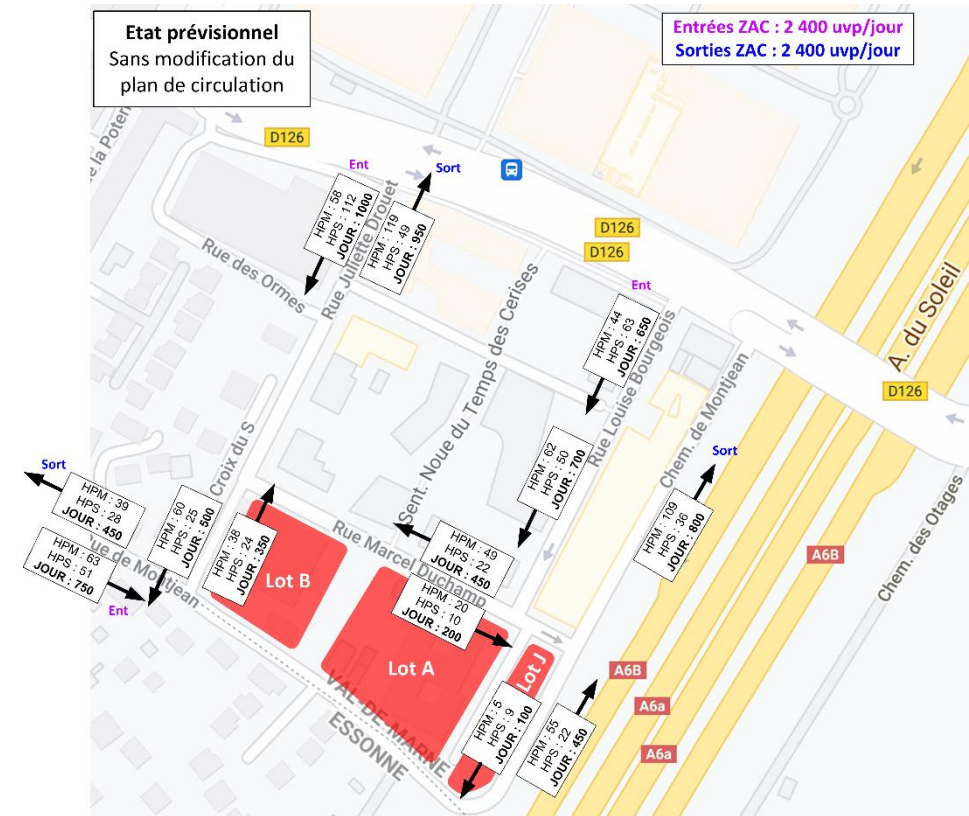 Etat prévisionnel
Sans modification du
plan de circulation
Entrées ZAC : 2 400 uvp/jour
Sorties ZAC : 2 400 uvp/jour
de la Poten
D126
Ent
Sort
HPM : 58
HPS : 112
JOUR : 1000
HPM : 119
HPS : 49
JOUR : 950
Rue Juliette Drouet
Rue des Ormes
D126
D126
Ent
A. du Soleil
D126
HPM : 44
HPS : 63
JOUR : 650
Rue Louise Bourgeois
Sent. Noue du Temps des Cerises
Chem. de Montjean
HPM : 62
HPS : 50
JOUR : 700
Sort
HPM : 109
HPS : 36
JOUR : 800
Chem. des Otages
A6B
Sort
HPM : 39
HPS : 28
JOUR : 450
HPM : 63
HPS : 51
JOUR : 750
Ent
Rue de Montjean
HPM : 60
HPS : 25
JOUR : 500
Croix du S
HPM : 38
HPS : 24
JOUR : 350
Lot B
Rue Marcel Duchamp
HPM : 49
HPS : 22
JOUR : 450
HPM : 20
HPS : 10
JOUR : 200
Lot A
Lot J
VAL-DE-MARNE
ESSONNE
HPM : 5
HPS : 9
JOUR : 100
HPM : 55
HPS : 22
JOUR : 450
A6B
A6a
A6a